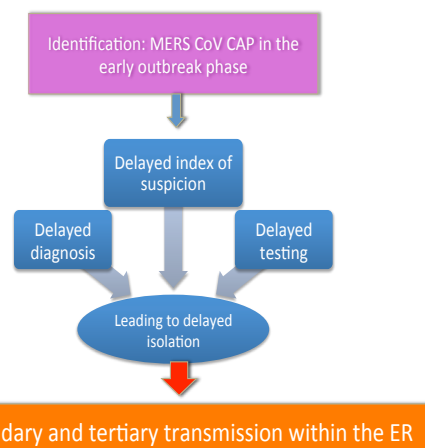 Identification: MERS CoV CAP in the
early outbreak phase
Delayed index of
suspicion
Delayed
diagnosis
Delayed
testing
Leading to delayed
isolation
dary and tertiary transmission within the ER